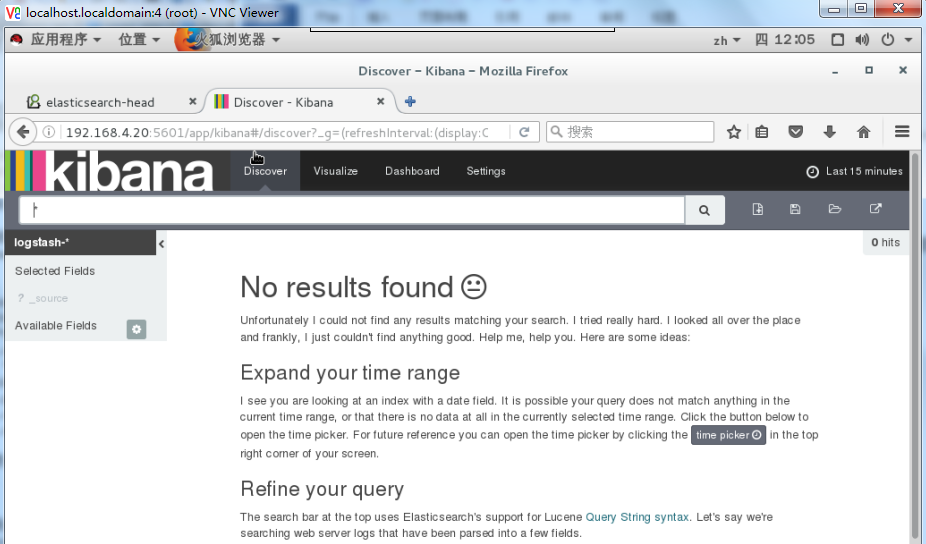 localhost.localdomain:4 (root) - VNC Viewer
应用程序 位置 火狐浏览器 zh 四 12:05
Discover - Kibana - Mozilla Firefox
elasticsearch-head Discover - Kibana
192.168.4.20:5601/app/kibana#/discover?_g=(refreshInterval:(display:C 搜索
kibana Discover Visualize Dashboard Settings Last 15 minutes
*
logstash-* 0 hits
Selected Fields
? _source
Available Fields
No results found
Unfortunately I could not find any results matching your search. I tried really hard. I looked all over the place
and frankly, I just couldn't find anything good. Help me, help you. Here are some ideas:
Expand your time range
I see you are looking at an index with a date field. It is possible your query does not match anything in the
current time range, or that there is no data at all in the currently selected time range. Click the button below to
open the time picker. For future reference you can open the time picker by clicking the time picker in the top
right corner of your screen.
Refine your query
The search bar at the top uses Elasticsearch's support for Lucene Query String syntax. Let's say we're
searching web server logs that have been parsed into a few fields.